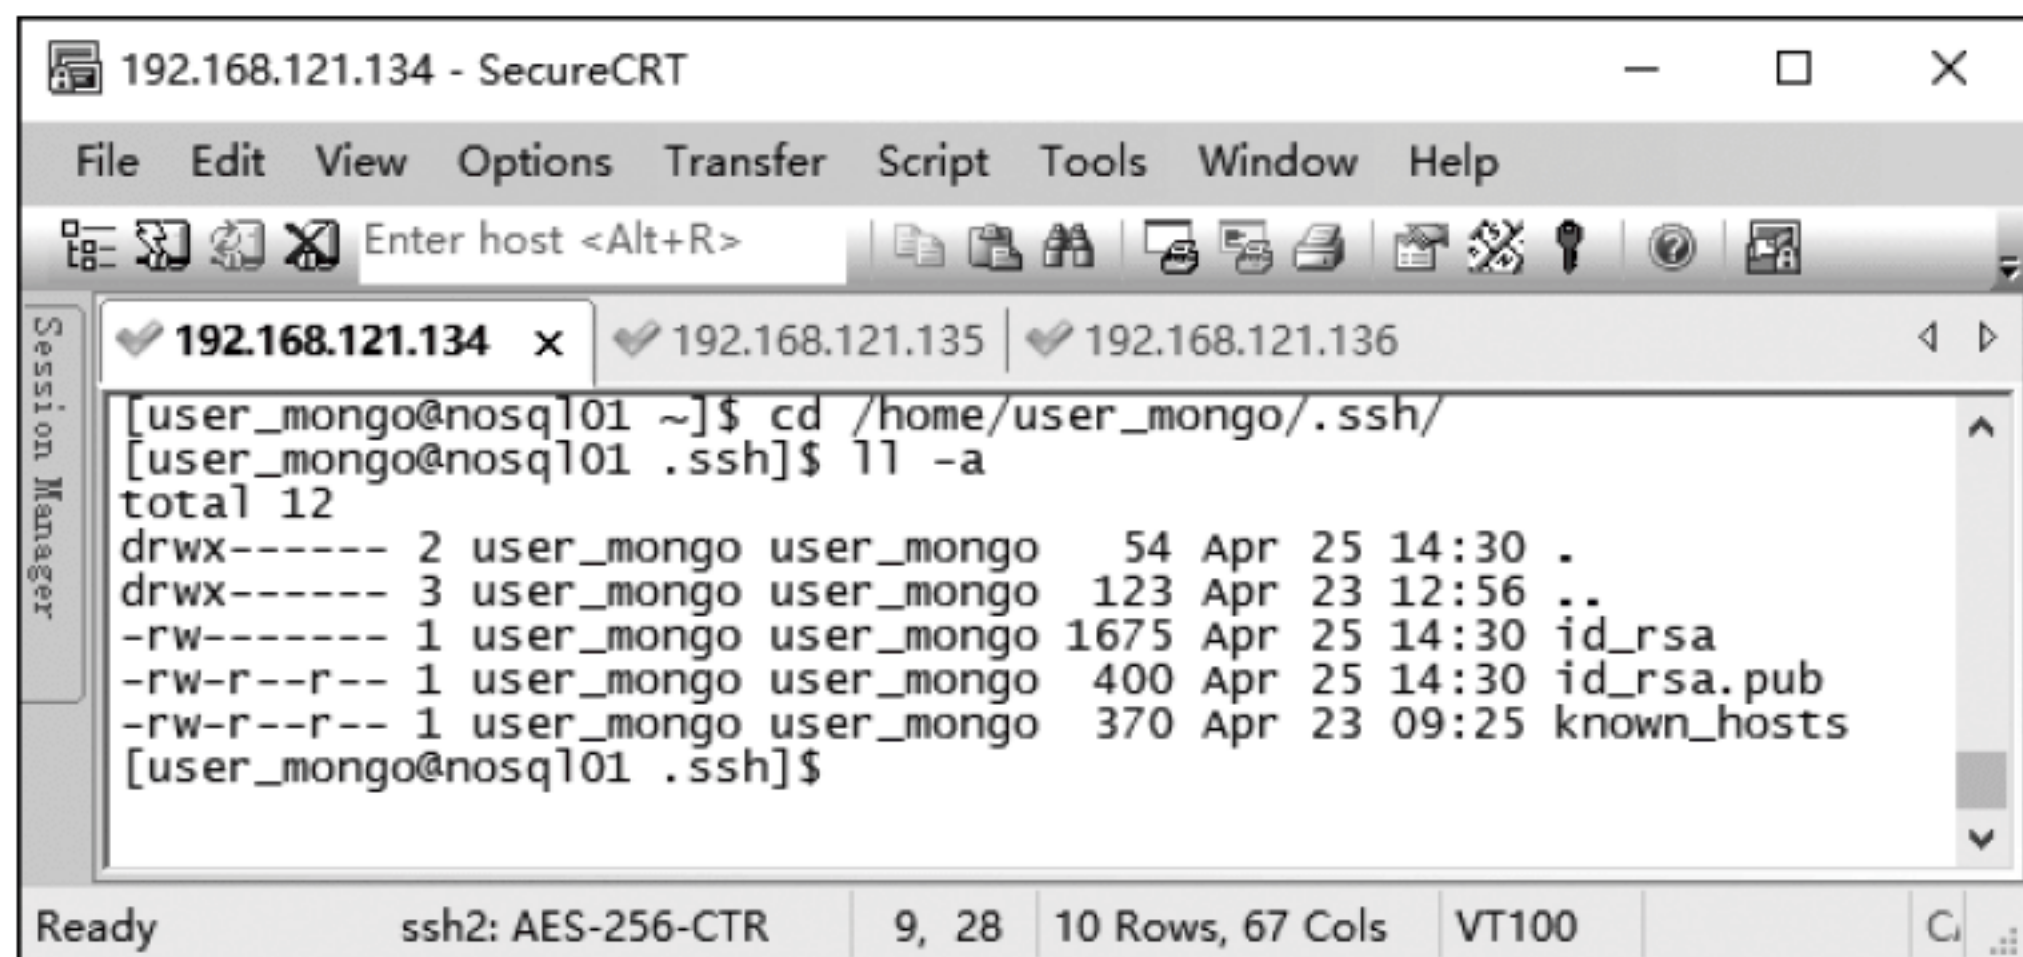 192.168.121.134 - SecureCRT
File Edit View Options Transfer Script Tools Window Help
Enter host <Alt+R>
Session Manager
192.168.121.134 x 192.168.121.135 192.168.121.136
[user_mongo@nosql01 ~]$ cd /home/user_mongo/.ssh/
[user_mongo@nosql01 .ssh]$ ll -a
total 12
drwx------ 2 user_mongo user_mongo   54 Apr 25 14:30 .
drwx------ 3 user_mongo user_mongo  123 Apr 23 12:56 ..
-rw------- 1 user_mongo user_mongo 1675 Apr 25 14:30 id_rsa
-rw-r--r-- 1 user_mongo user_mongo  400 Apr 25 14:30 id_rsa.pub
-rw-r--r-- 1 user_mongo user_mongo  370 Apr 23 09:25 known_hosts
[user_mongo@nosql01 .ssh]$
Ready ssh2: AES-256-CTR 9, 28 10 Rows, 67 Cols VT100